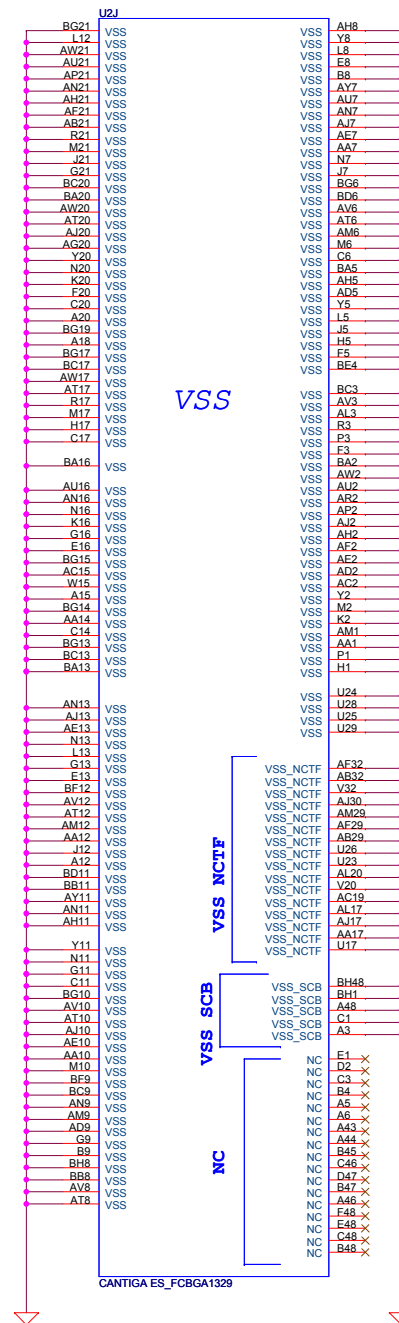 U2J
BG21 VSS
L12 VSS
AW21 VSS
AU21 VSS
AP21 VSS
AN21 VSS
AH21 VSS
AF21 VSS
AB21 VSS
R21 VSS
M21 VSS
J21 VSS
G21 VSS
BC20 VSS
BA20 VSS
AW20 VSS
AT20 VSS
AJ20 VSS
AG20 VSS
Y20 VSS
N20 VSS
K20 VSS
F20 VSS
C20 VSS
A20 VSS
BG19 VSS
A18 VSS
BG17 VSS
BC17 VSS
AW17 VSS
AT17 VSS
R17 VSS
M17 VSS
H17 VSS
C17 VSS
BA16 VSS
AU16 VSS
AN16 VSS
N16 VSS
K16 VSS
G16 VSS
E16 VSS
BG15 VSS
AC15 VSS
W15 VSS
A15 VSS
BG14 VSS
AA14 VSS
C14 VSS
BG13 VSS
BC13 VSS
BA13 VSS
AN13 VSS
AJ13 VSS
AE13 VSS
N13 VSS
L13 VSS
G13 VSS
E13 VSS
BF12 VSS
AV12 VSS
AT12 VSS
AM12 VSS
AA12 VSS
J12 VSS
A12 VSS
BD11 VSS
BB11 VSS
AY11 VSS
AN11 VSS
AH11 VSS
Y11 VSS
N11 VSS
G11 VSS
C11 VSS
BG10 VSS
AV10 VSS
AT10 VSS
AJ10 VSS
AE10 VSS
AA10 VSS
M10 VSS
BF9 VSS
BC9 VSS
AN9 VSS
AM9 VSS
AD9 VSS
G9 VSS
B9 VSS
BH8 VSS
BB8 VSS
AV8 VSS
AT8 VSS
VSS
VSS NCTF
VSS SCB
NC
VSS AH8
VSS Y8
VSS L8
VSS E8
VSS B8
VSS AY7
VSS AU7
VSS AN7
VSS AJ7
VSS AE7
VSS AA7
VSS N7
VSS J7
VSS BG6
VSS BD6
VSS AV6
VSS AT6
VSS AM6
VSS M6
VSS C6
VSS BA5
VSS AH5
VSS AD5
VSS Y5
VSS L5
VSS J5
VSS H5
VSS F5
VSS BE4
VSS BC3
VSS AV3
VSS AL3
VSS R3
VSS P3
VSS F3
VSS BA2
VSS AW2
VSS AU2
VSS AR2
VSS AP2
VSS AJ2
VSS AH2
VSS AF2
VSS AE2
VSS AD2
VSS AC2
VSS Y2
VSS M2
VSS K2
VSS AM1
VSS AA1
VSS P1
VSS H1
VSS U24
VSS U28
VSS U25
VSS U29
VSS_NCTF AF32
VSS_NCTF AB32
VSS_NCTF V32
VSS_NCTF AJ30
VSS_NCTF AM29
VSS_NCTF AF29
VSS_NCTF AB29
VSS_NCTF U26
VSS_NCTF U23
VSS_NCTF AL20
VSS_NCTF V20
VSS_NCTF AC19
VSS_NCTF AL17
VSS_NCTF AJ17
VSS_NCTF AA17
VSS_NCTF U17
VSS_SCB BH48
VSS_SCB BH1
VSS_SCB A48
VSS_SCB C1
VSS_SCB A3
NC E1
NC D2
NC C3
NC B4
NC A5
NC A6
NC A43
NC A44
NC B45
NC C46
NC D47
NC B47
NC A46
NC F48
NC E48
NC C48
NC B48
CANTIGA ES_FCBGA1329